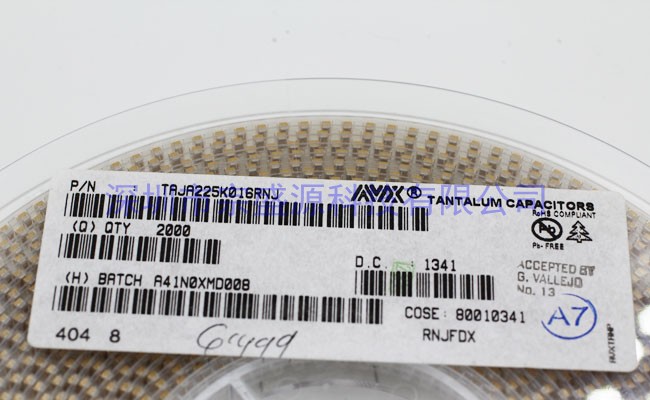 P/N : TAJA225K016RNJ AVX® TANTALUM CAPACITORS
RoHS COMPLIANT
(Q) QTY 2000
Pb
Pb- FREE
D.C. : 1341
ACCEPTED BY
G. VALLEJO
No. 13
(H) BATCH A41N0XMD008
COSE: 80010341
A7
404 8
RNJFDX